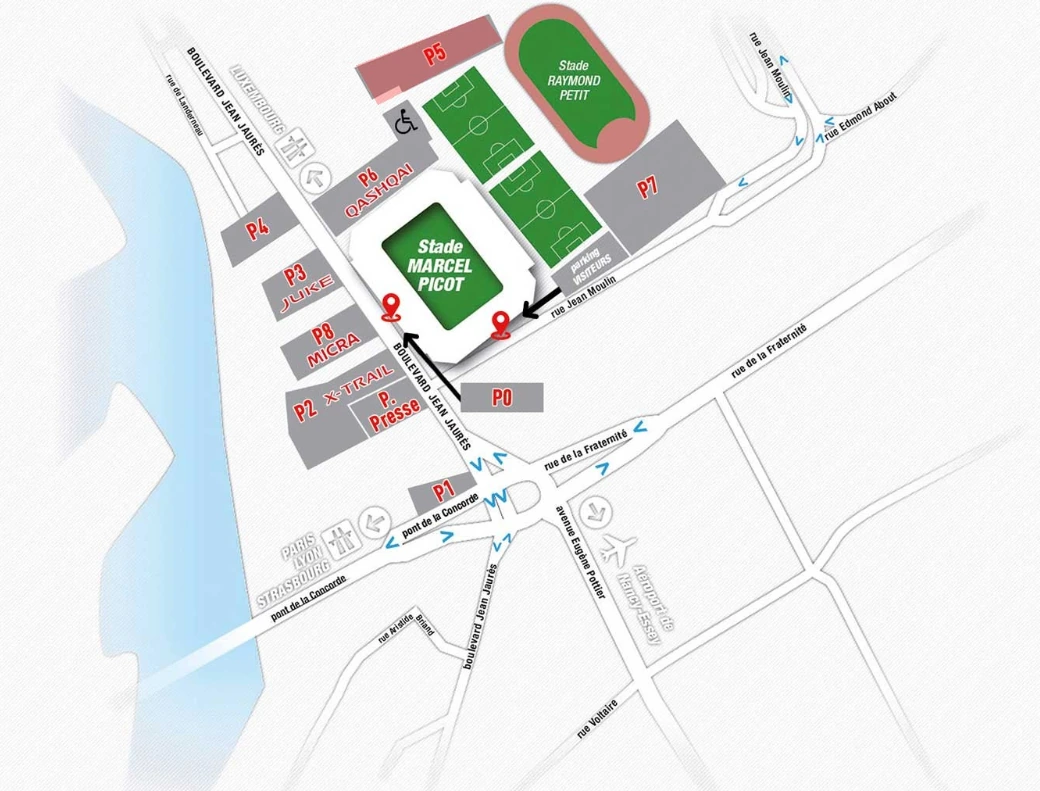 P5
Stade
RAYMOND
PETIT
rue Jean Moulin
rue Edmond About
BOULEVARD JEAN JAURÈS
rue de Landerneau
LUXEMBOURG
P6
QASHQAI
P7
P4
Stade
MARCEL
PICOT
parking
VISITEURS
P3
JUKE
rue Jean Moulin
P8
MICRA
BOULEVARD JEAN JAURÈS
rue de la Fraternité
P2 X-TRAIL
P.
Presse
P0
rue de la Fraternité
P1
pont de la Concorde
PARIS
LYON
STRASBOURG
pont de la Concorde
avenue Eugène Pottier
Aéroport de
Nancy-Essey
boulevard Jean Jaurès
rue Aristide Briand
rue Voltaire